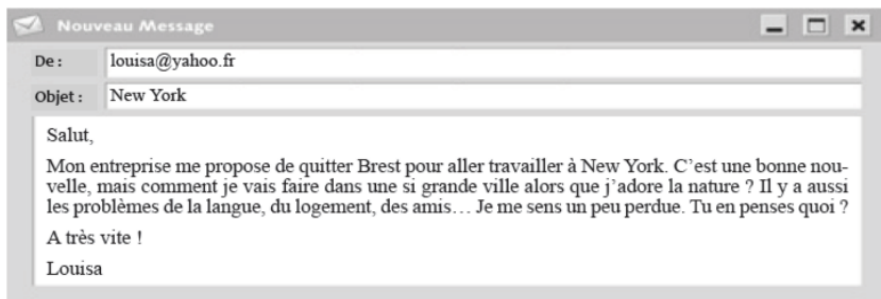 Nouveau Message
De : louisa@yahoo.fr
Objet : New York
Salut,
Mon entreprise me propose de quitter Brest pour aller travailler à New York. C’est une bonne nou-
velle, mais comment je vais faire dans une si grande ville alors que j’adore la nature ? Il y a aussi
les problèmes de la langue, du logement, des amis… Je me sens un peu perdue. Tu en penses quoi ?
A très vite !
Louisa